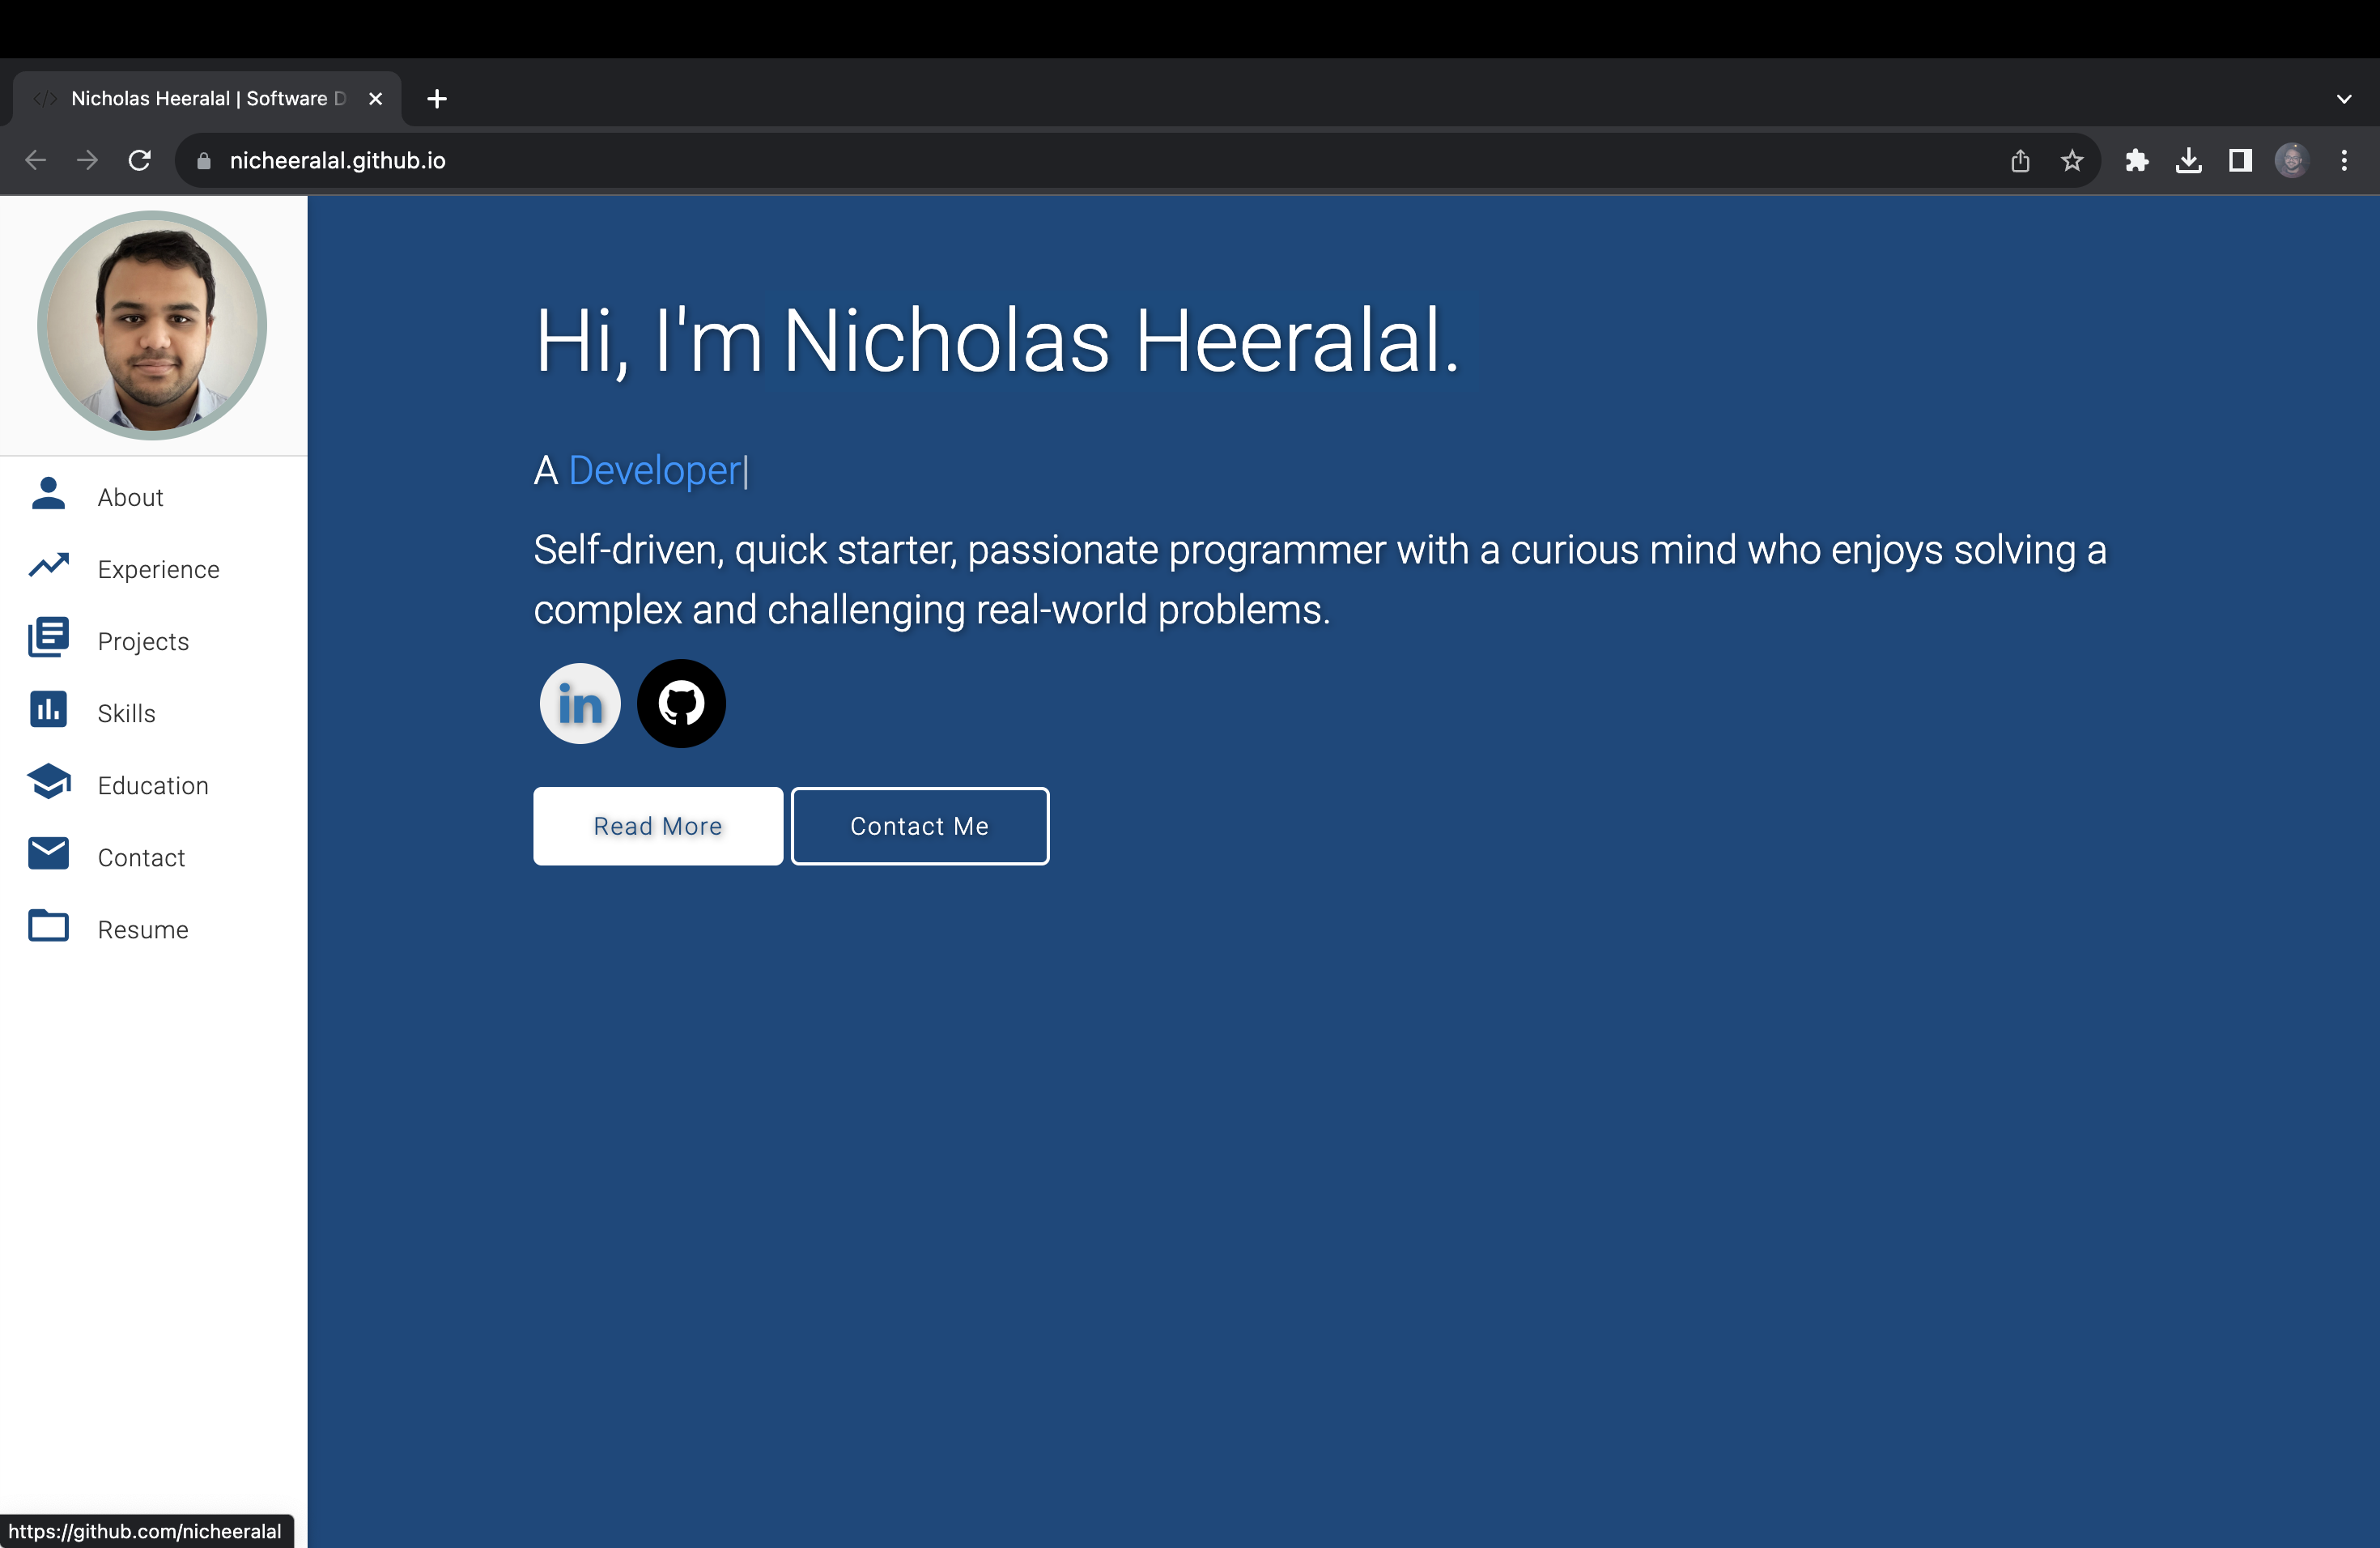 Nicholas Heeralal | Software D
nicheeralal.github.io
About
Experience
Projects
Skills
Education
Contact
Resume
Hi, I'm Nicholas Heeralal.
A Developer|
Self-driven, quick starter, passionate programmer with a curious mind who enjoys solving a
complex and challenging real-world problems.
in
Read More
Contact Me
https://github.com/nicheeralal